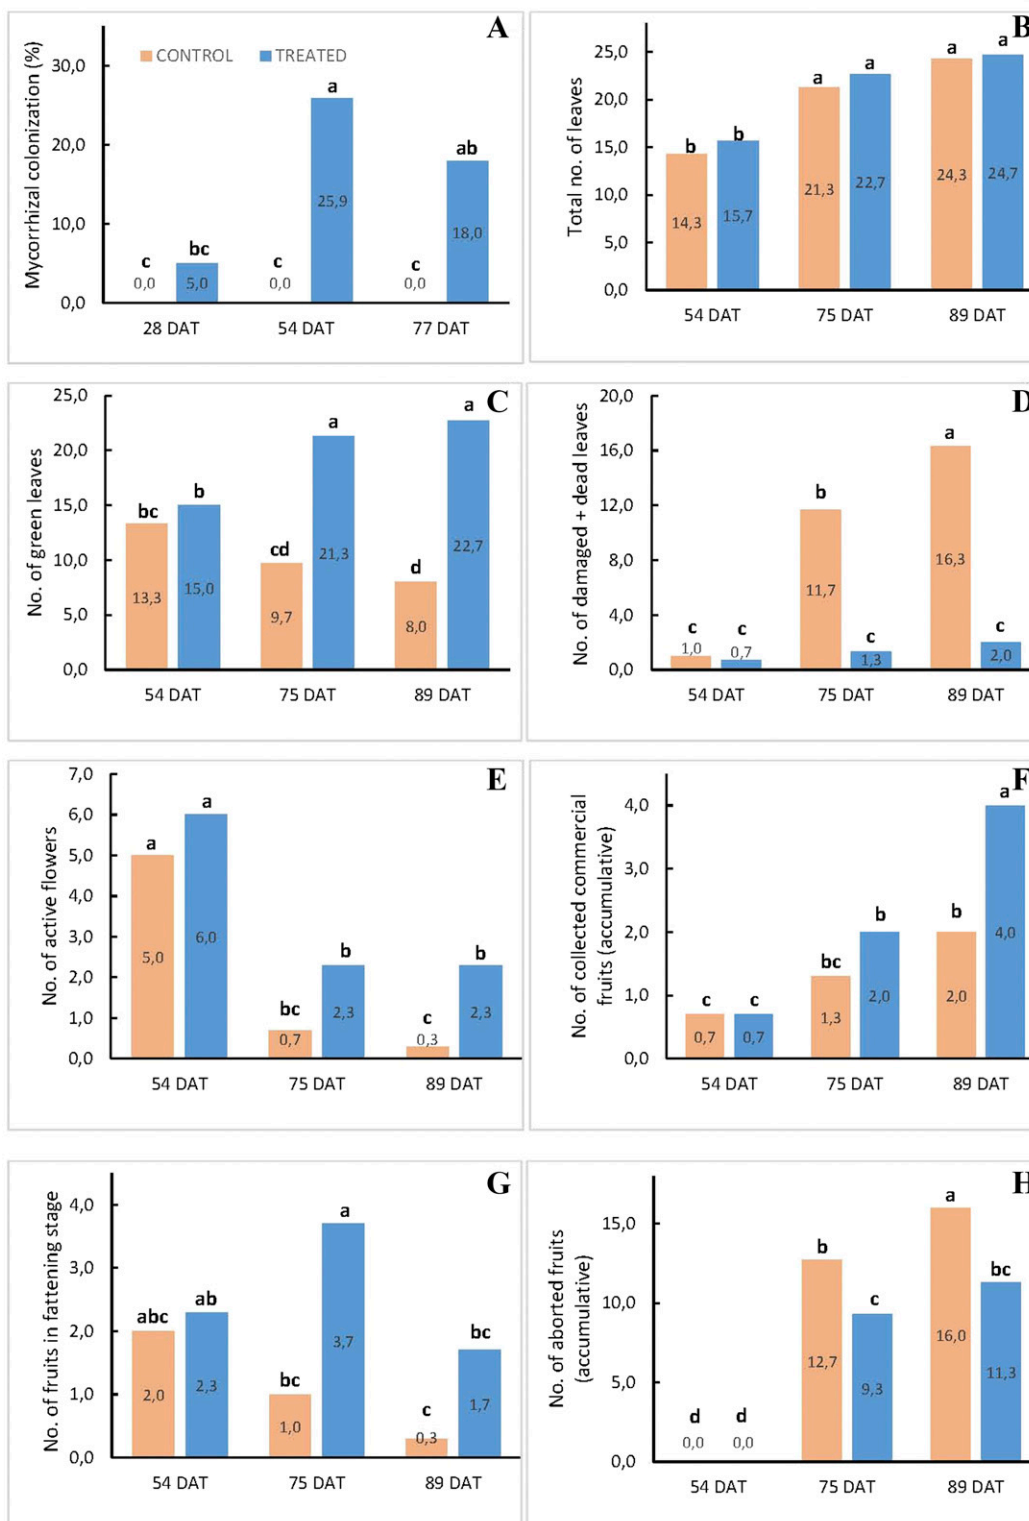 A
CONTROL TREATED
Mycorrhizal colonization (%)
30,0
20,0
10,0
0,0
c bc c a c ab
0,0 5,0 0,0 25,9 0,0 18,0
28 DAT 54 DAT 77 DAT
B
Total no. of leaves
25,0
20,0
15,0
10,0
5,0
0,0
b b a a a a
14,3 15,7 21,3 22,7 24,3 24,7
54 DAT 75 DAT 89 DAT
C
No. of green leaves
25,0
20,0
15,0
10,0
5,0
0,0
bc b cd a d a
13,3 15,0 9,7 21,3 8,0 22,7
54 DAT 75 DAT 89 DAT
D
No. of damaged + dead leaves
20,0
16,0
12,0
8,0
4,0
0,0
c c b c a c
1,0 0,7 11,7 1,3 16,3 2,0
54 DAT 75 DAT 89 DAT
E
No. of active flowers
7,0
6,0
5,0
4,0
3,0
2,0
1,0
0,0
a a bc b c b
5,0 6,0 0,7 2,3 0,3 2,3
54 DAT 75 DAT 89 DAT
F
No. of collected commercial
fruits (accumulative)
4,0
3,0
2,0
1,0
0,0
c c bc b b a
0,7 0,7 1,3 2,0 2,0 4,0
54 DAT 75 DAT 89 DAT
G
No. of fruits in fattening stage
4,0
3,0
2,0
1,0
0,0
abc ab bc a c bc
2,0 2,3 1,0 3,7 0,3 1,7
54 DAT 75 DAT 89 DAT
H
No. of aborted fruits
(accumulative)
15,0
10,0
5,0
0,0
d d b c a bc
0,0 0,0 12,7 9,3 16,0 11,3
54 DAT 75 DAT 89 DAT